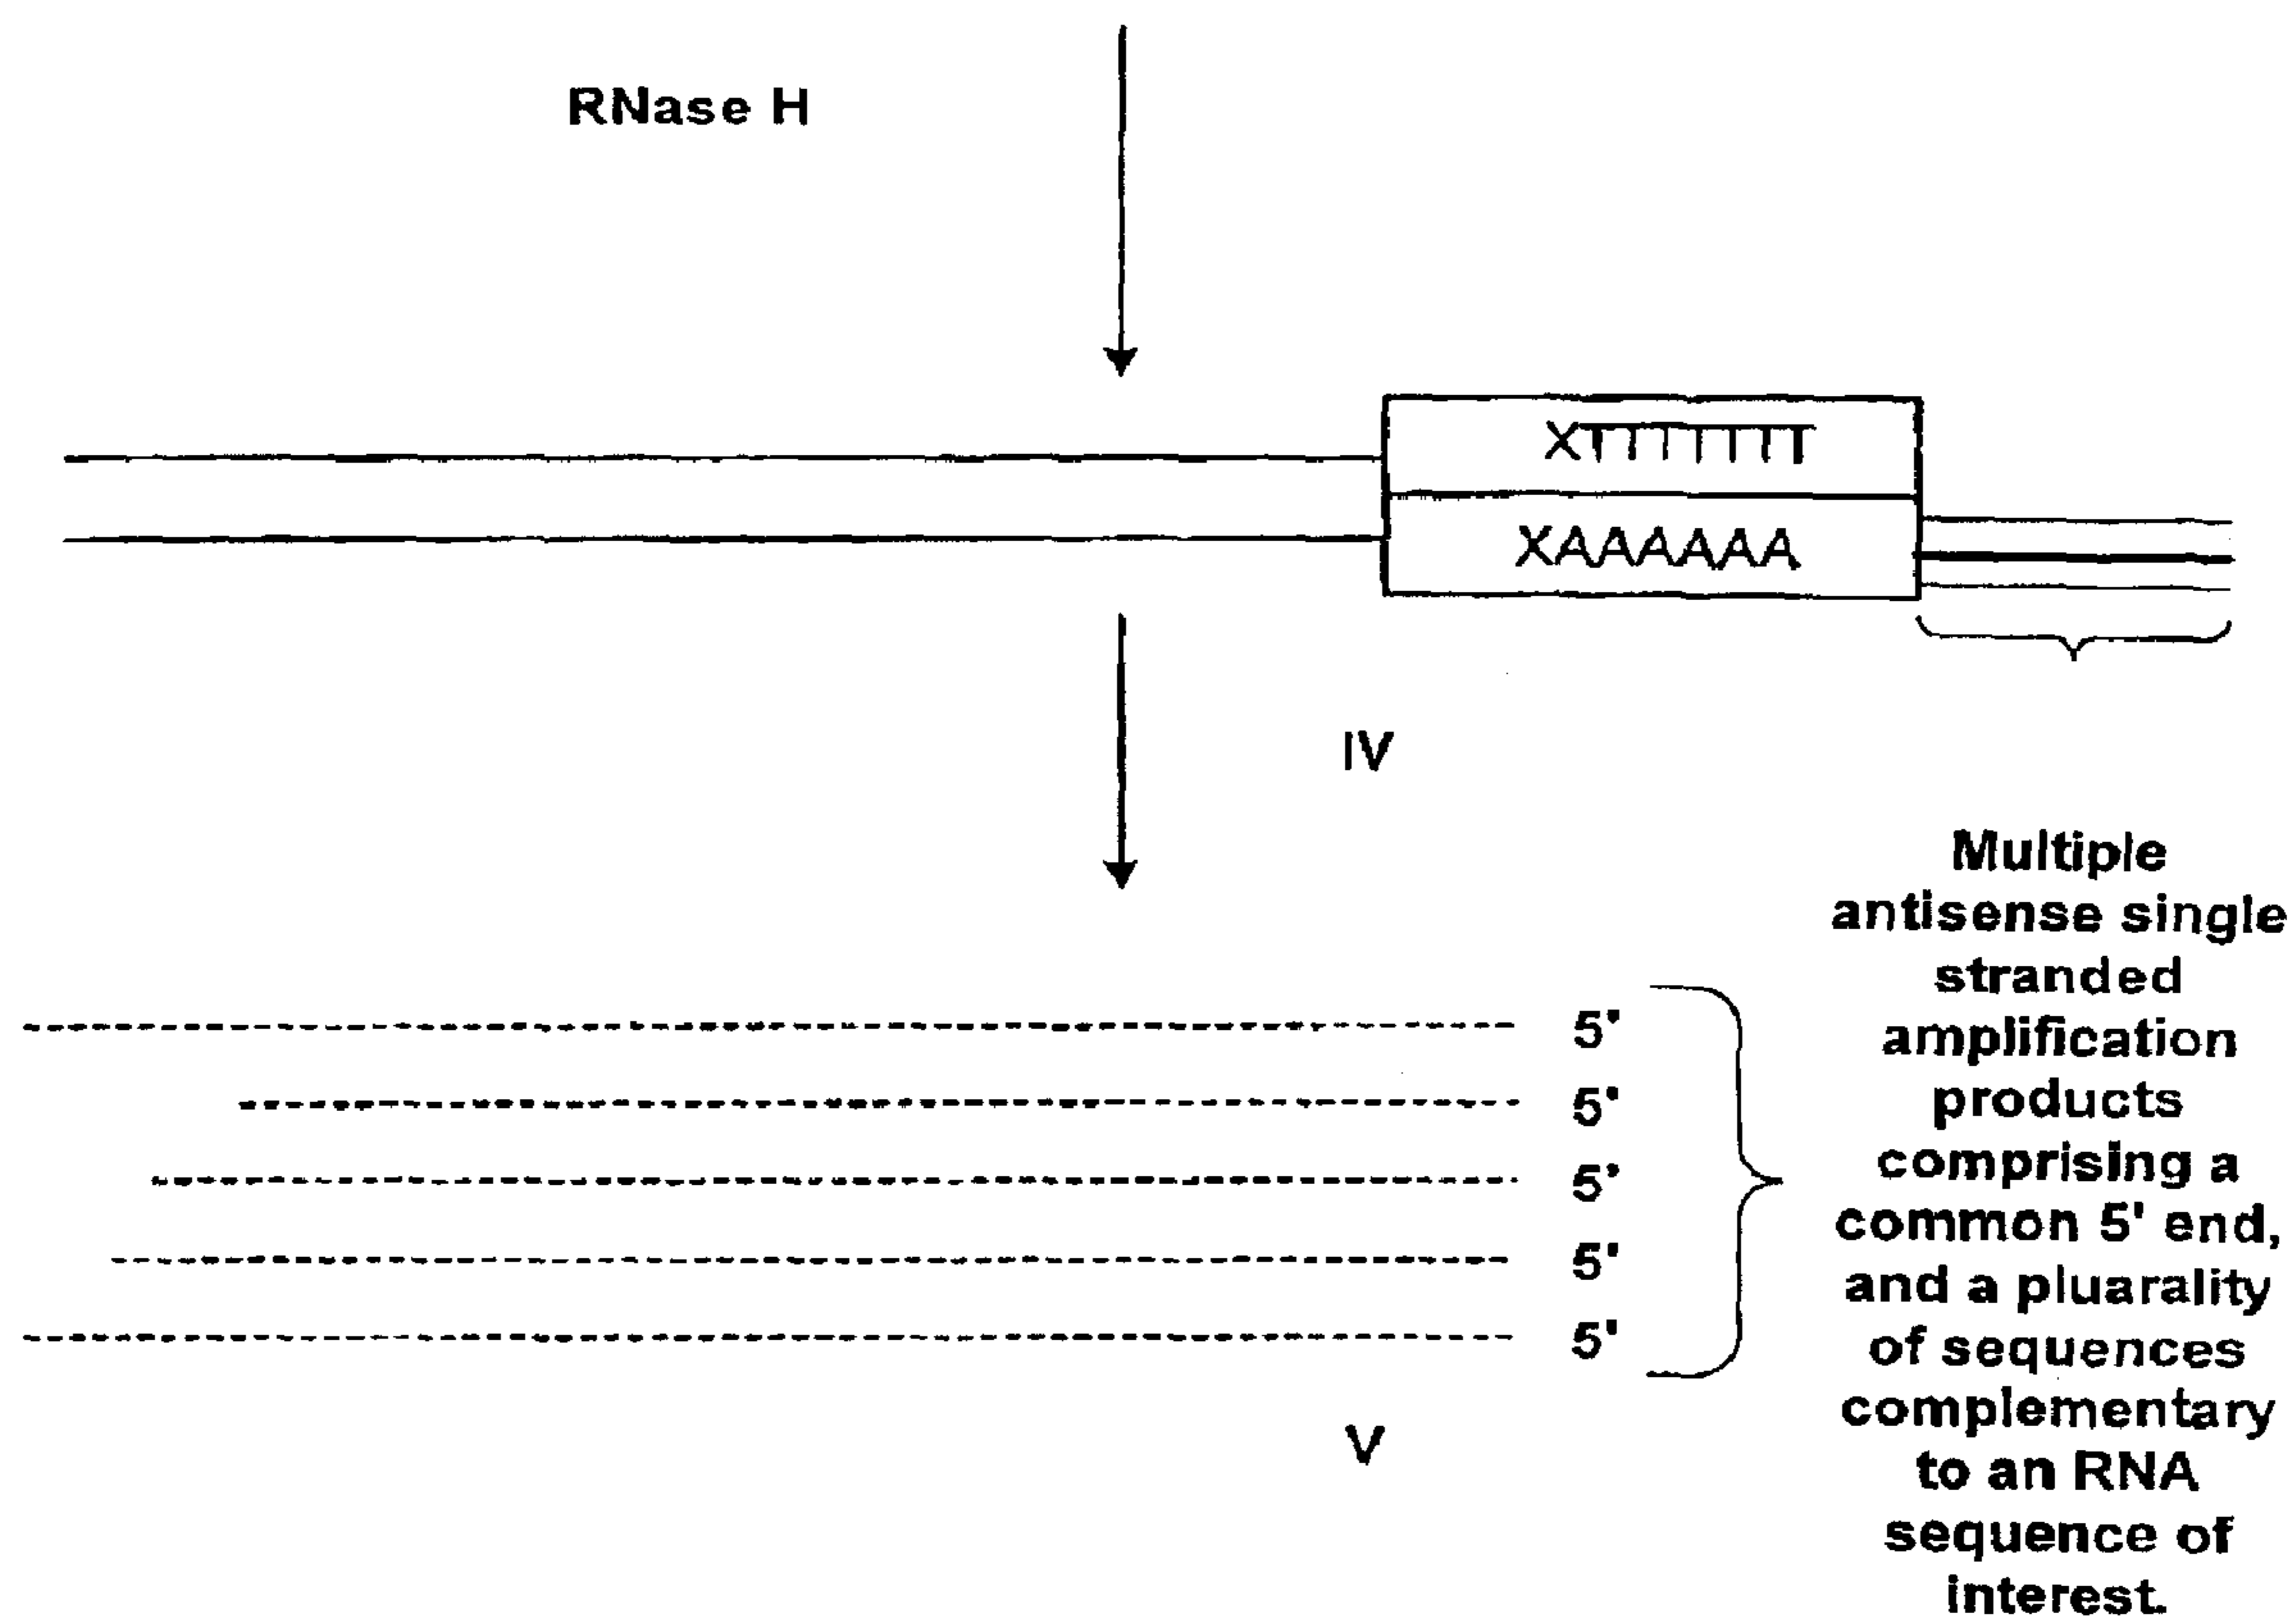 RNase H
XTTTTTTT
XAAAAAA
IV
Multiple
antisense single
stranded
amplification
products
comprising a
common 5' end,
and a pluarality
of sequences
complementary
to an RNA
sequence of
interest.
5'
5'
5'
5'
5'
V